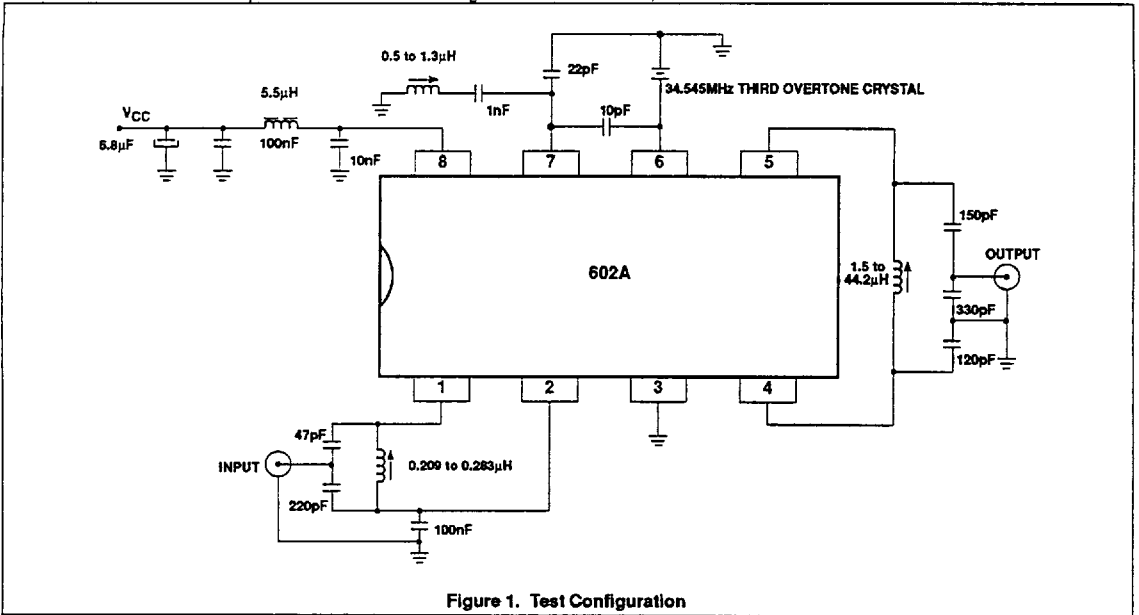 0.5 to 1.3µH
22pF
34.545MHz THIRD OVERTONE CRYSTAL
1nF
10pF
5.5µH
VCC
6.8µF
100nF
10nF
8
7
6
5
602A
150pF
OUTPUT
1.5 to
44.2µH
330pF
120pF
1
2
3
4
47pF
INPUT
0.209 to 0.283µH
220pF
100nF
Figure 1. Test Configuration